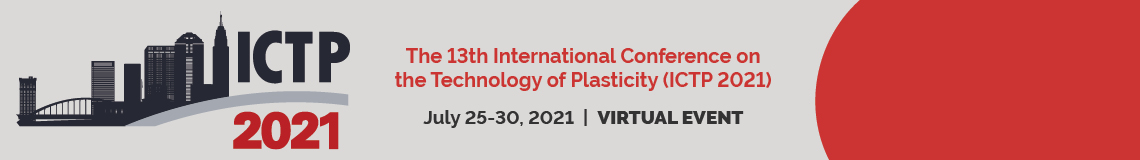 ICTP
2021
The 13th International Conference on
the Technology of Plasticity (ICTP 2021)
July 25-30, 2021 | VIRTUAL EVENT